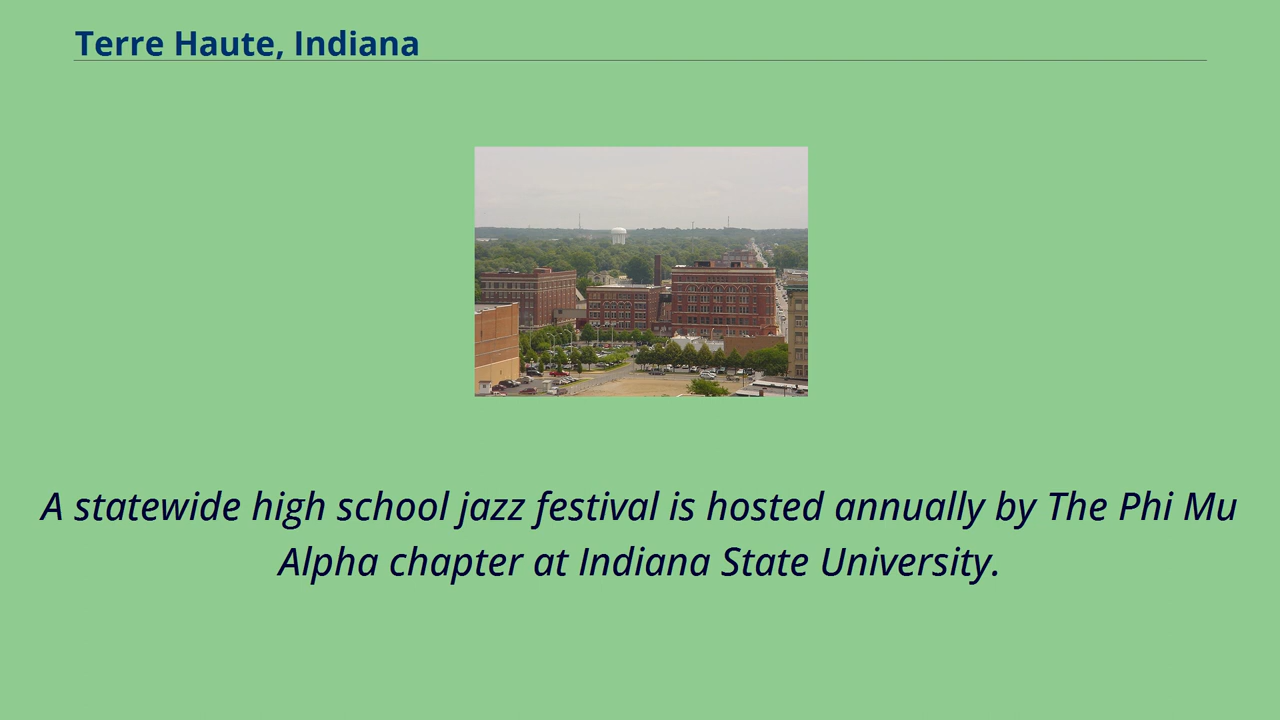 Terre Haute, Indiana
A statewide high school jazz festival is hosted annually by The Phi Mu
Alpha chapter at Indiana State University.